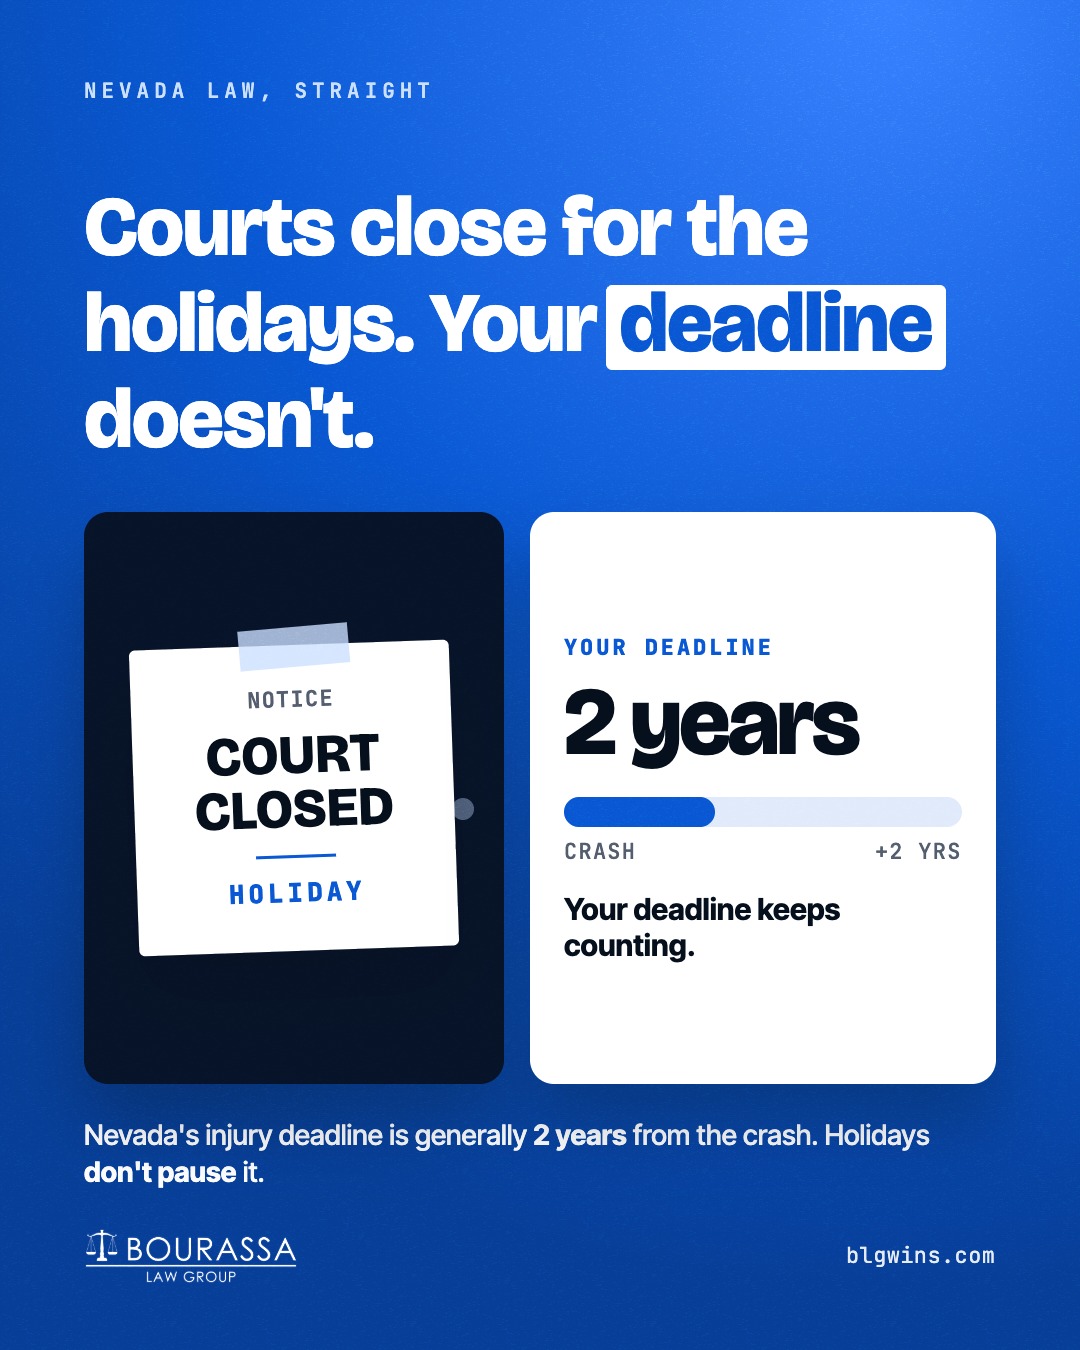 NEVADA LAW, STRAIGHT
Courts close for the
holidays. Your deadline
doesn't.
NOTICE
COURT
CLOSED
HOLIDAY
YOUR DEADLINE
2 years
CRASH +2 YRS
Your deadline keeps
counting.
Nevada's injury deadline is generally 2 years from the crash. Holidays
don't pause it.
BOURASSA
LAW GROUP
blgwins.com